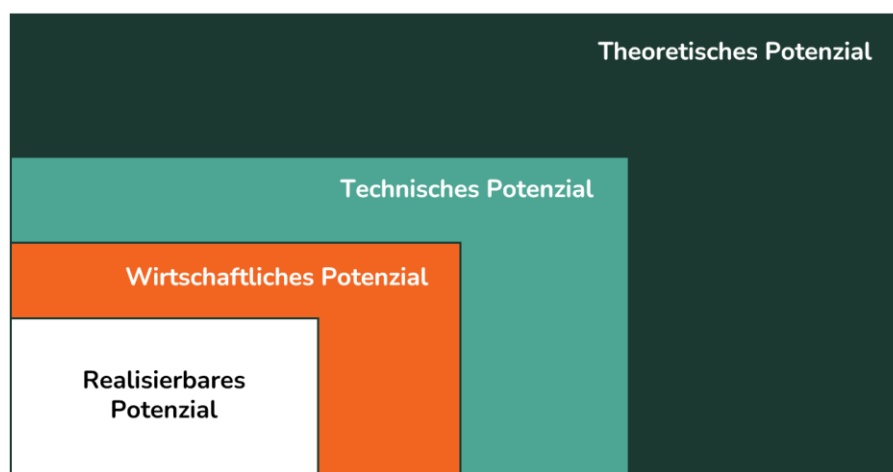 Theoretisches Potenzial
Technisches Potenzial
Wirtschaftliches Potenzial
Realisierbares
Potenzial